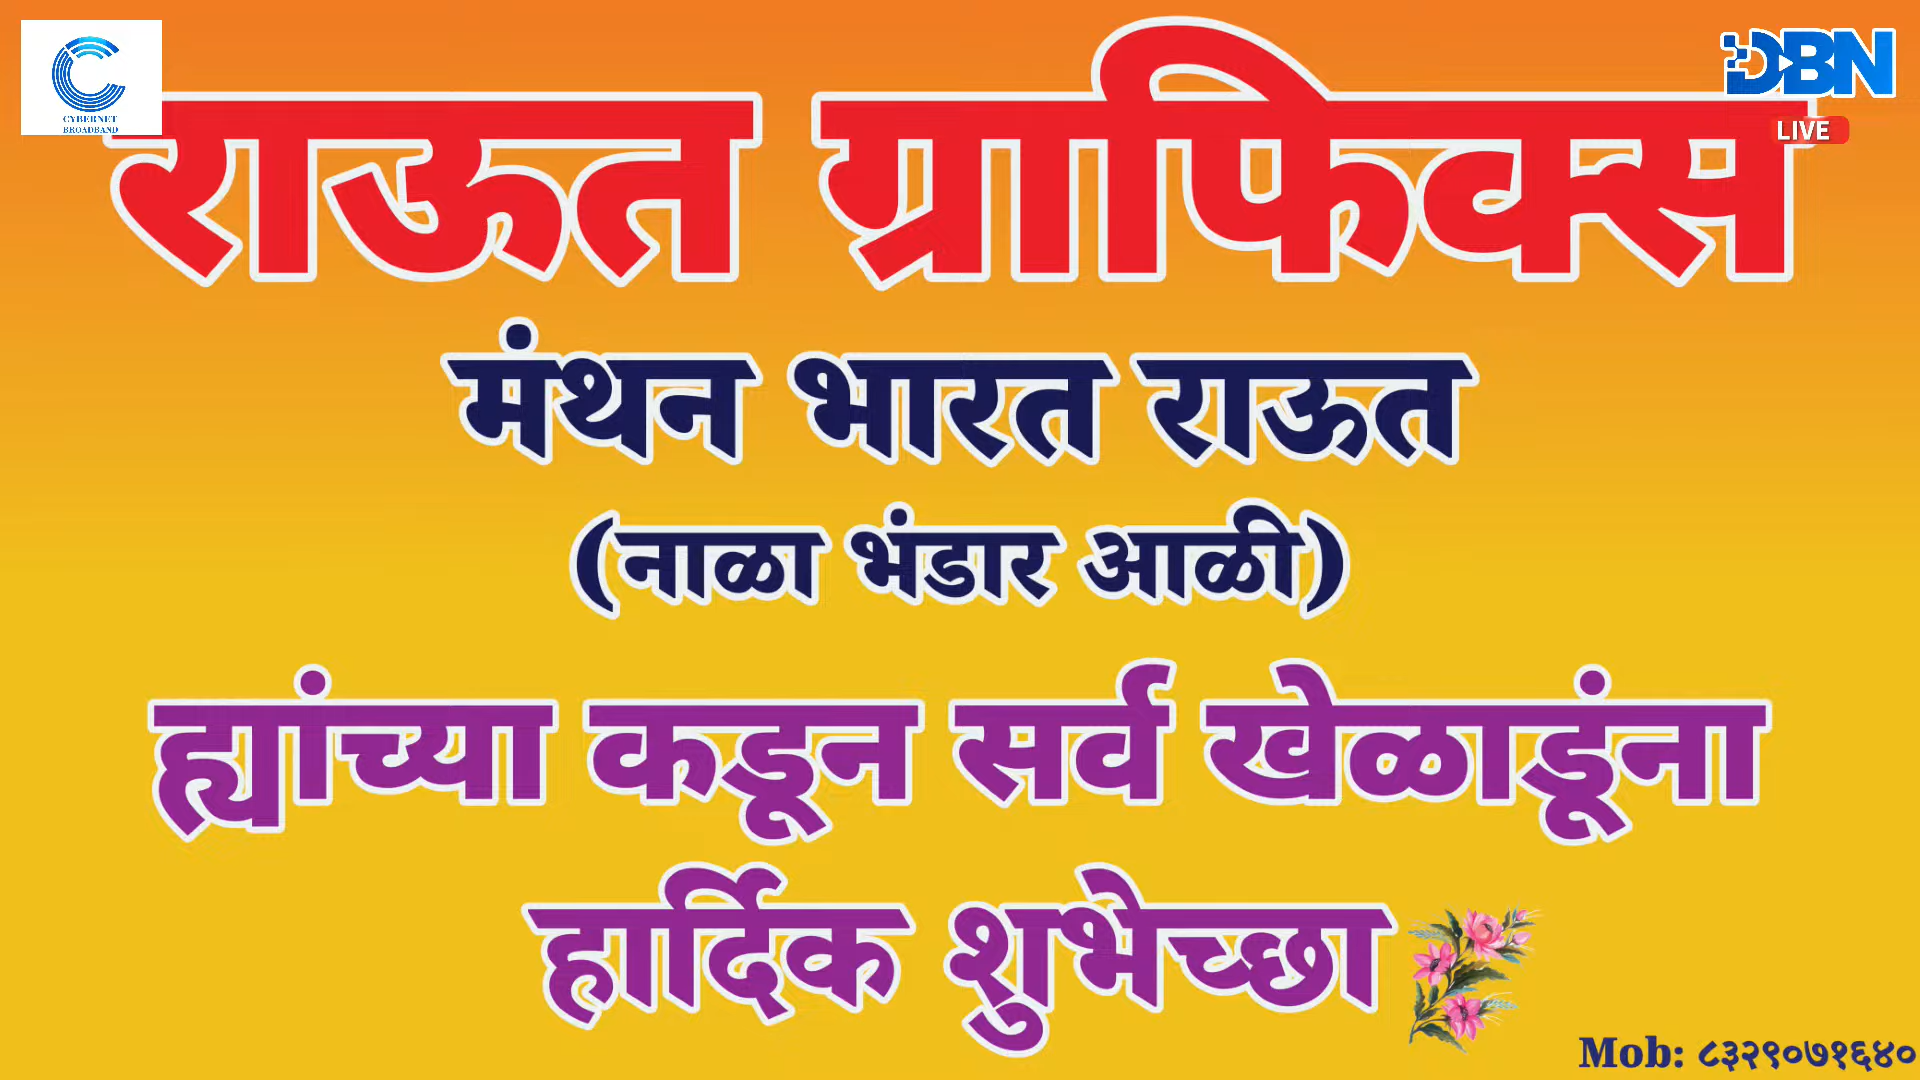 CYBERNET
BROADBAND
DBN
LIVE
राऊत ग्राफिक्स
मंथन भारत राऊत
(नाळा भंडार आळी)
ह्यांच्या कडून सर्व खेळाडूंना
हार्दिक शुभेच्छा
Mob: ८३२९०७१६४०